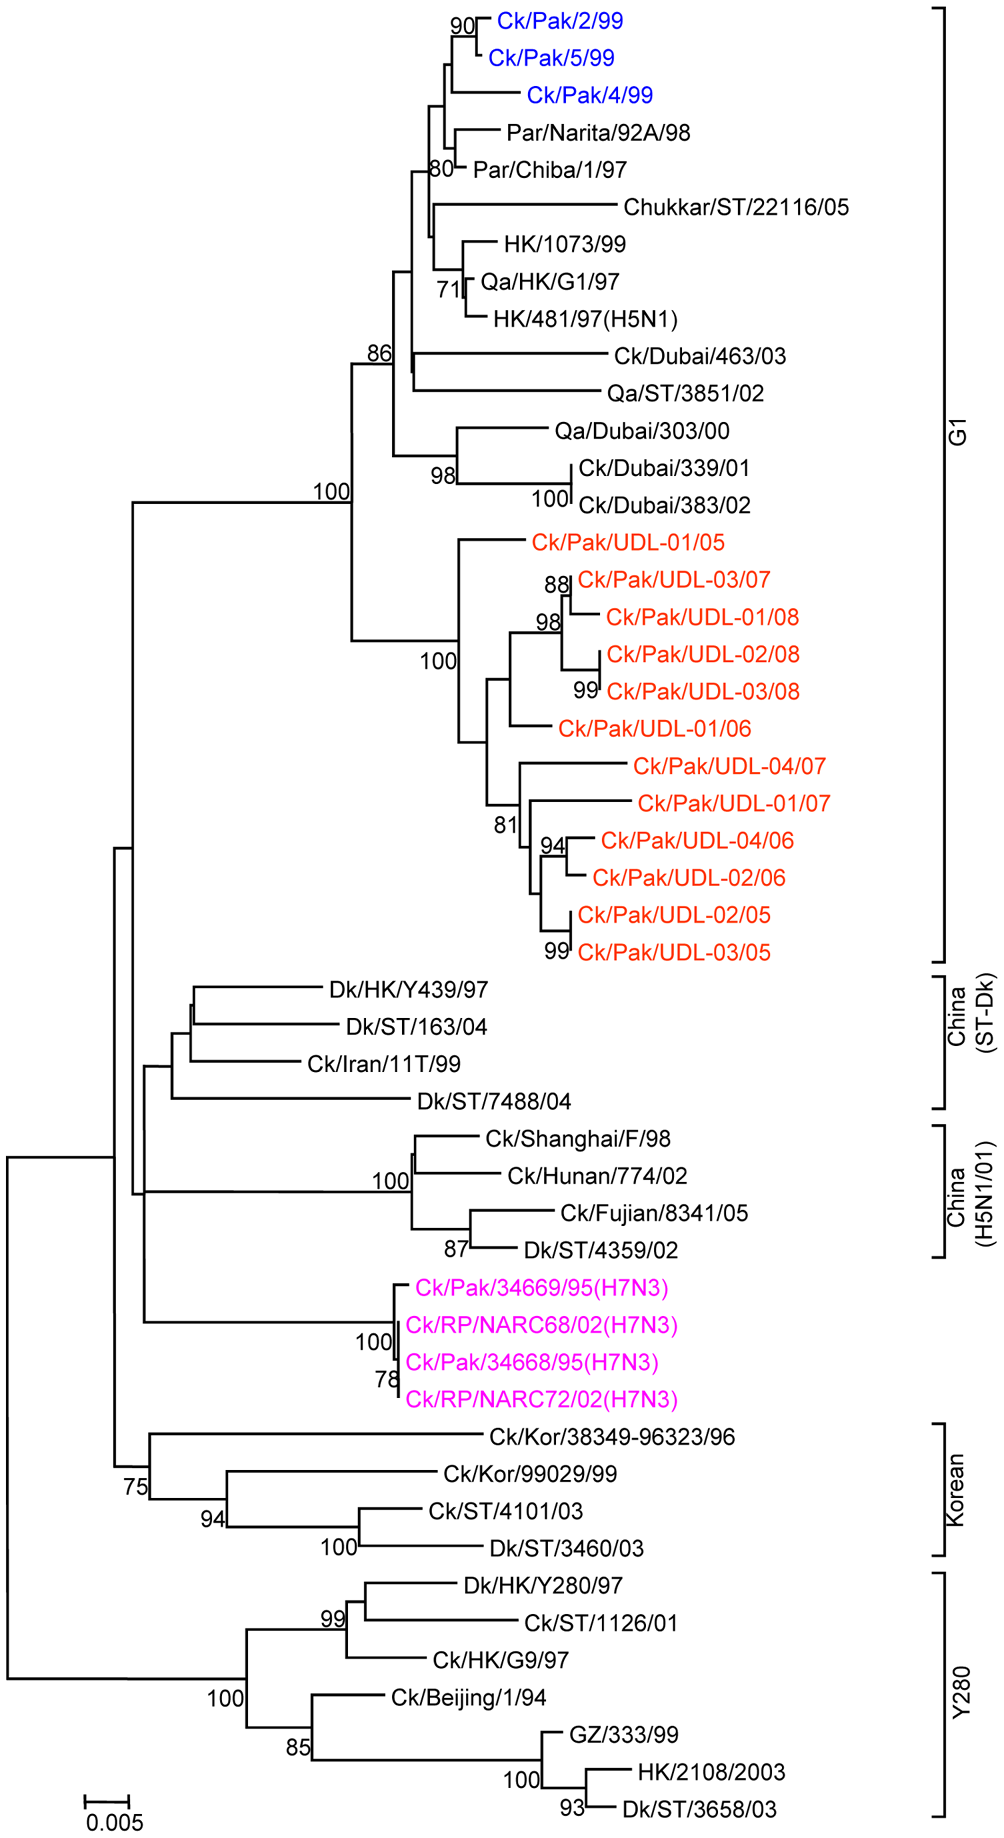 90
Ck/Pak/2/99
Ck/Pak/5/99
Ck/Pak/4/99
Par/Narita/92A/98
80
Par/Chiba/1/97
Chukkar/ST/22116/05
HK/1073/99
Qa/HK/G1/97
71
HK/481/97(H5N1)
86
Ck/Dubai/463/03
Qa/ST/3851/02
G1
Qa/Dubai/303/00
Ck/Dubai/339/01
98
100
100
Ck/Dubai/383/02
Ck/Pak/UDL-01/05
88
Ck/Pak/UDL-03/07
Ck/Pak/UDL-01/08
98
100
Ck/Pak/UDL-02/08
99
Ck/Pak/UDL-03/08
Ck/Pak/UDL-01/06
Ck/Pak/UDL-04/07
Ck/Pak/UDL-01/07
81
94
Ck/Pak/UDL-04/06
Ck/Pak/UDL-02/06
Ck/Pak/UDL-02/05
99
Ck/Pak/UDL-03/05
Dk/HK/Y439/97
Dk/ST/163/04
China
(ST-Dk)
Ck/Iran/11T/99
Dk/ST/7488/04
Ck/Shanghai/F/98
100
Ck/Hunan/774/02
China
(H5N1/01)
Ck/Fujian/8341/05
87
Dk/ST/4359/02
Ck/Pak/34669/95(H7N3)
Ck/RP/NARC68/02(H7N3)
100
Ck/Pak/34668/95(H7N3)
78
Ck/RP/NARC72/02(H7N3)
Ck/Kor/38349-96323/96
75
Ck/Kor/99029/99
Korean
94
Ck/ST/4101/03
100
Dk/ST/3460/03
Dk/HK/Y280/97
99
Ck/ST/1126/01
Ck/HK/G9/97
100
Ck/Beijing/1/94
Y280
85
GZ/333/99
100
HK/2108/2003
93
Dk/ST/3658/03
0.005